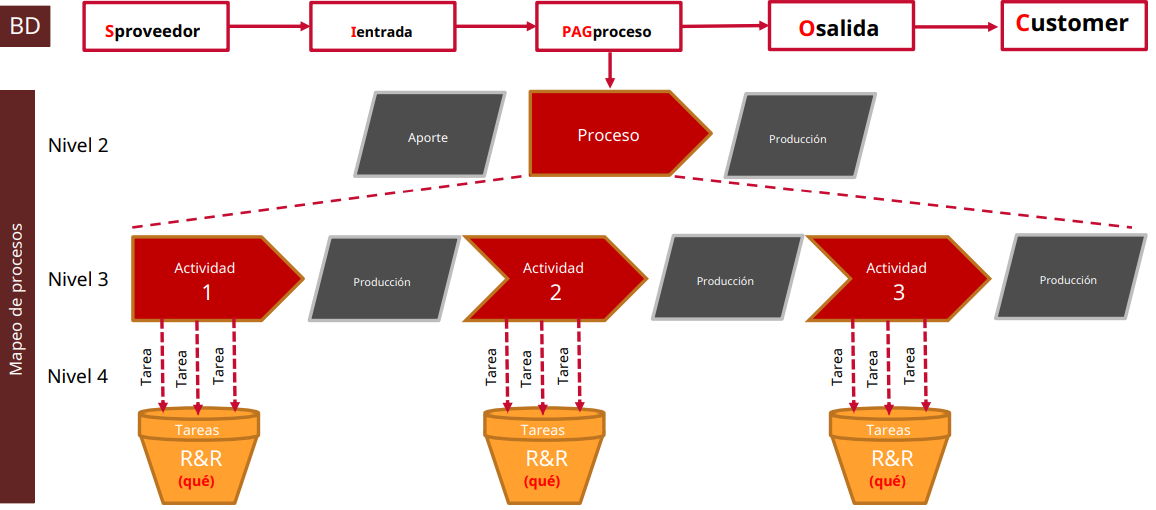 BD
Sproveedor
Ientrada
PAGproceso
Osalida
Customer
Mapeo de procesos
Nivel 2
Aporte
Proceso
Producción
Nivel 3
Actividad
1
Producción
Actividad
2
Producción
Actividad
3
Producción
Nivel 4
Tarea
Tarea
Tarea
Tarea
Tarea
Tarea
Tarea
Tarea
Tarea
Tareas
R&R
(qué)
Tareas
R&R
(qué)
Tareas
R&R
(qué)